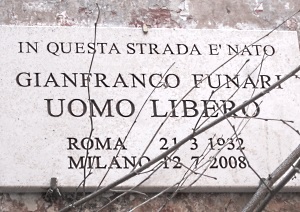 IN QUESTA STRADA E' NATO
GIANFRANCO FUNARI
UOMO LIBERO
ROMA 21 3 1932
MILANO 12 7 2008